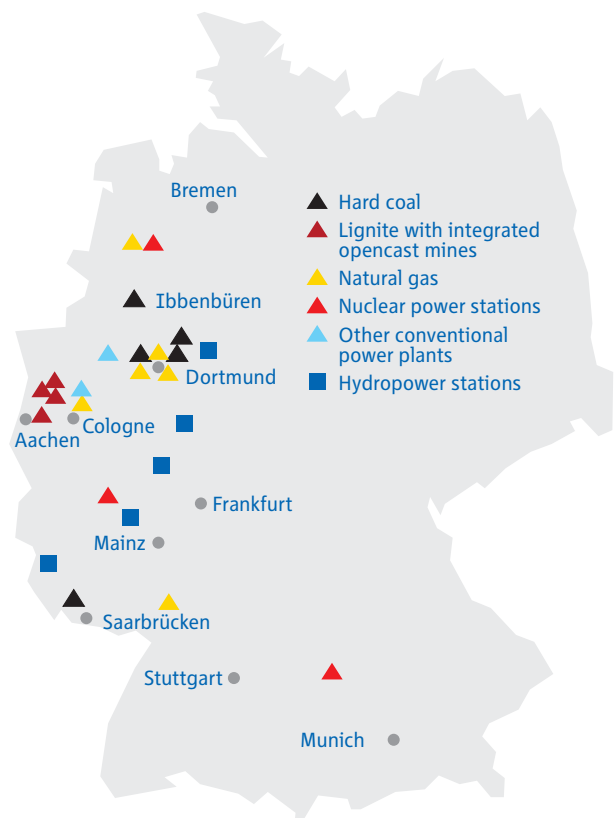 Bremen
Hard coal
Lignite with integrated
opencast mines
Natural gas
Nuclear power stations
Other conventional
power plants
Hydropower stations
Ibbenbüren
Dortmund
Cologne
Aachen
Frankfurt
Mainz
Saarbrücken
Stuttgart
Munich